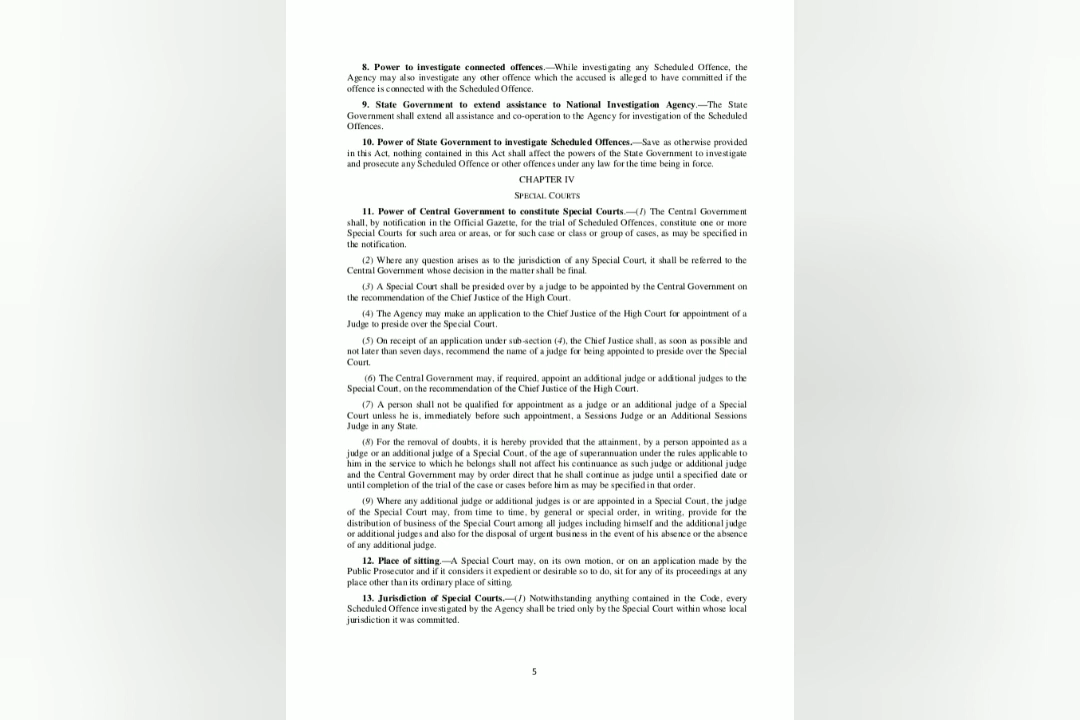 8. Power to investigate connected offences.—While investigating any Scheduled Offence, the
Agency may also investigate any other offence which the accused is alleged to have committed if the
offence is connected with the Scheduled Offence.
9. State Government to extend assistance to National Investigation Agency.—The State
Government shall extend all assistance and co-operation to the Agency for investigation of the Scheduled
Offences.
10. Power of State Government to investigate Scheduled Offences.—Save as otherwise provided
in this Act, nothing contained in this Act shall affect the powers of the State Government to investigate
and prosecute any Scheduled Offence or other offences under any law for the time being in force.
CHAPTER IV
SPECIAL COURTS
11. Power of Central Government to constitute Special Courts.—(1) The Central Government
shall, by notification in the Official Gazette, for the trial of Scheduled Offences, constitute one or more
Special Courts for such area or areas, or for such case or class or group of cases, as may be specified in
the notification.
(2) Where any question arises as to the jurisdiction of any Special Court, it shall be referred to the
Central Government whose decision in the matter shall be final.
(3) A Special Court shall be presided over by a judge to be appointed by the Central Government on
the recommendation of the Chief Justice of the High Court.
(4) The Agency may make an application to the Chief Justice of the High Court for appointment of a
Judge to preside over the Special Court.
(5) On receipt of an application under sub-section (4), the Chief Justice shall, as soon as possible and
not later than seven days, recommend the name of a judge for being appointed to preside over the Special
Court.
(6) The Central Government may, if required, appoint an additional judge or additional judges to the
Special Court, on the recommendation of the Chief Justice of the High Court.
(7) A person shall not be qualified for appointment as a judge or an additional judge of a Special
Court unless he is, immediately before such appointment, a Sessions Judge or an Additional Sessions
Judge in any State.
(8) For the removal of doubts, it is hereby provided that the attainment, by a person appointed as a
judge or an additional judge of a Special Court, of the age of superannuation under the rules applicable to
him in the service to which he belongs shall not affect his continuance as such judge or additional judge
and the Central Government may by order direct that he shall continue as judge until a specified date or
until completion of the trial of the case or cases before him as may be specified in that order.
(9) Where any additional judge or additional judges is or are appointed in a Special Court, the judge
of the Special Court may, from time to time, by general or special order, in writing, provide for the
distribution of business of the Special Court among all judges including himself and the additional judge
or additional judges and also for the disposal of urgent business in the event of his absence or the absence
of any additional judge.
12. Place of sitting.—A Special Court may, on its own motion, or on an application made by the
Public Prosecutor and if it considers it expedient or desirable so to do, sit for any of its proceedings at any
place other than its ordinary place of sitting.
13. Jurisdiction of Special Courts.—(1) Notwithstanding anything contained in the Code, every
Scheduled Offence investigated by the Agency shall be tried only by the Special Court within whose local
jurisdiction it was committed.
5